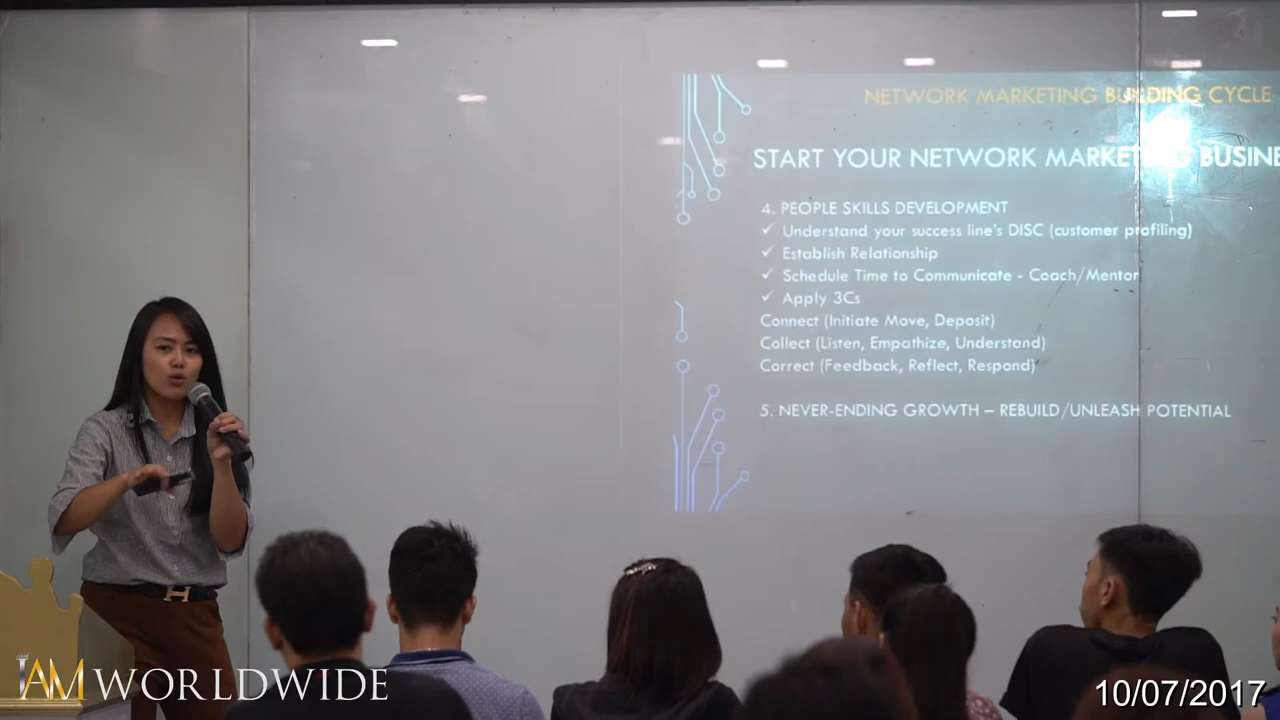 NETWORK MARKETING BUILDING CYCLE
START YOUR NETWORK MARKETING BUSINE
4. PEOPLE SKILLS DEVELOPMENT
✓ Understand your success line's DISC (customer profiling)
✓ Establish Relationship
✓ Schedule Time to Communicate - Coach/Mentor
✓ Apply 3Cs
Connect (Initiate Move, Deposit)
Collect (Listen, Empathize, Understand)
Correct (Feedback, Reflect, Respond)
5. NEVER-ENDING GROWTH – REBUILD/UNLEASH POTENTIAL
IAM WORLDWIDE
10/07/2017